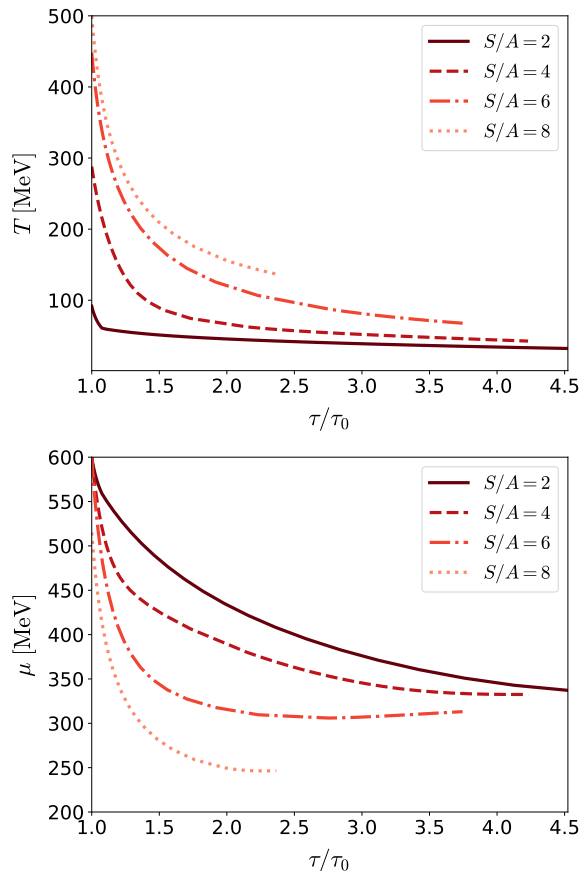 500
400
300
200
100
T [MeV]
1.0 1.5 2.0 2.5 3.0 3.5 4.0 4.5
τ/τ₀
S/A = 2
S/A = 4
S/A = 6
S/A = 8
600
550
500
450
400
350
300
250
200
μ [MeV]
1.0 1.5 2.0 2.5 3.0 3.5 4.0 4.5
τ/τ₀
S/A = 2
S/A = 4
S/A = 6
S/A = 8